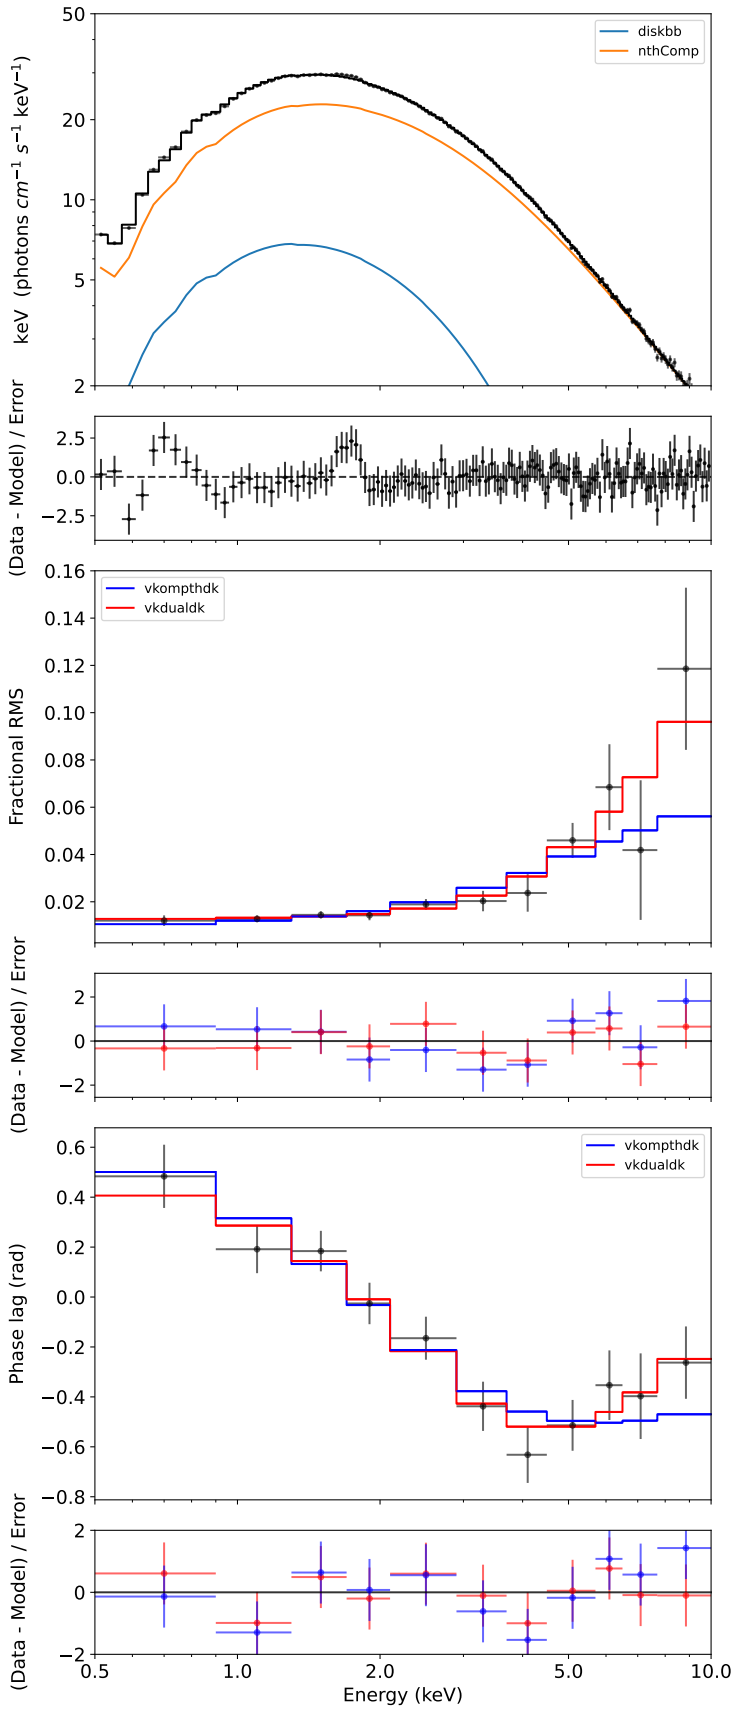 50
20
10
5
2
keV (photons cm⁻¹ s⁻¹ keV⁻¹)
diskbb
nthComp
2.5
0.0
−2.5
(Data - Model) / Error
0.16
0.14
0.12
0.10
0.08
0.06
0.04
0.02
Fractional RMS
vkompthdk
vkdualdk
2
0
−2
(Data - Model) / Error
0.6
0.4
0.2
0.0
−0.2
−0.4
−0.6
−0.8
Phase lag (rad)
vkompthdk
vkdualdk
2
0
−2
(Data - Model) / Error
0.5 1.0 2.0 5.0 10.0
Energy (keV)